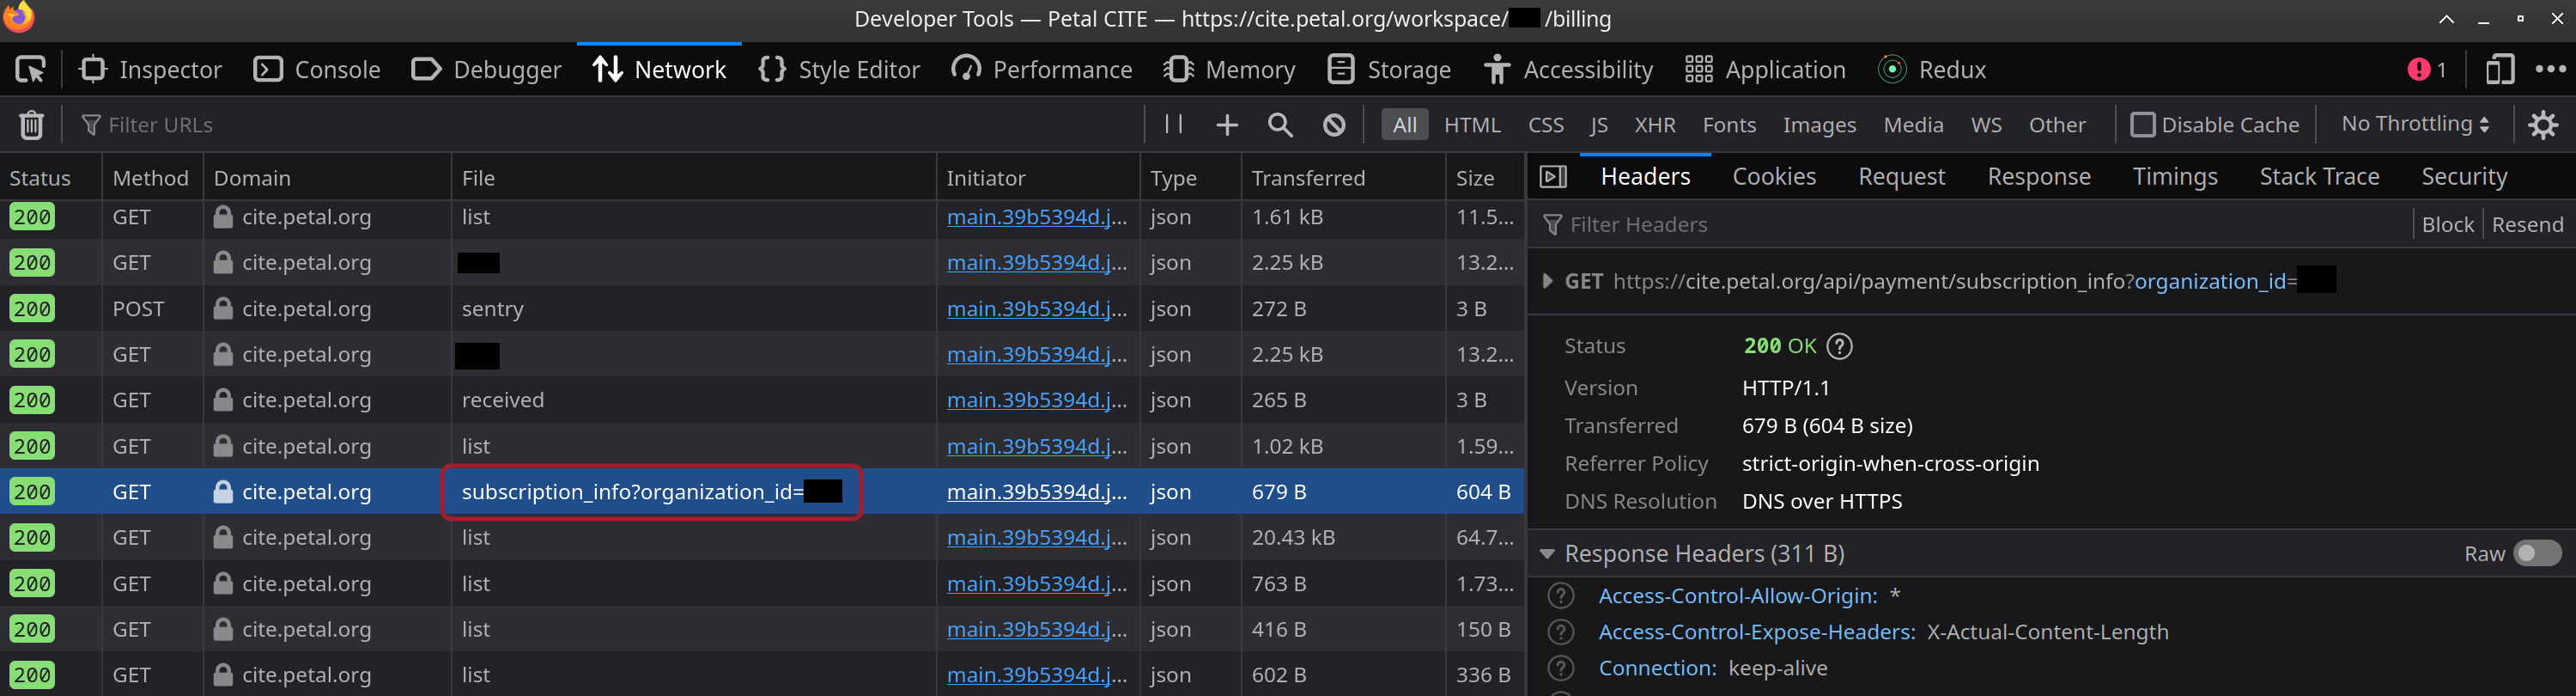 Developer Tools — Petal CITE — https://cite.petal.org/workspace/ /billing
Inspector Console Debugger Network Style Editor Performance Memory Storage Accessibility Application Redux 1
Filter URLs All HTML CSS JS XHR Fonts Images Media WS Other Disable Cache No Throttling
Status Method Domain File Initiator Type Transferred Size
200 GET cite.petal.org list main.39b5394d.j... json 1.61 kB 11.5...
200 GET cite.petal.org main.39b5394d.j... json 2.25 kB 13.2...
200 POST cite.petal.org sentry main.39b5394d.j... json 272 B 3 B
200 GET cite.petal.org main.39b5394d.j... json 2.25 kB 13.2...
200 GET cite.petal.org received main.39b5394d.j... json 265 B 3 B
200 GET cite.petal.org list main.39b5394d.j... json 1.02 kB 1.59...
200 GET cite.petal.org subscription_info?organization_id= main.39b5394d.j... json 679 B 604 B
200 GET cite.petal.org list main.39b5394d.j... json 20.43 kB 64.7...
200 GET cite.petal.org list main.39b5394d.j... json 763 B 1.73...
200 GET cite.petal.org list main.39b5394d.j... json 416 B 150 B
200 GET cite.petal.org list main.39b5394d.j... json 602 B 336 B
Headers Cookies Request Response Timings Stack Trace Security
Filter Headers Block Resend
GET https://cite.petal.org/api/payment/subscription_info?organization_id=
Status 200 OK ?
Version HTTP/1.1
Transferred 679 B (604 B size)
Referrer Policy strict-origin-when-cross-origin
DNS Resolution DNS over HTTPS
Response Headers (311 B) Raw
? Access-Control-Allow-Origin: *
? Access-Control-Expose-Headers: X-Actual-Content-Length
? Connection: keep-alive